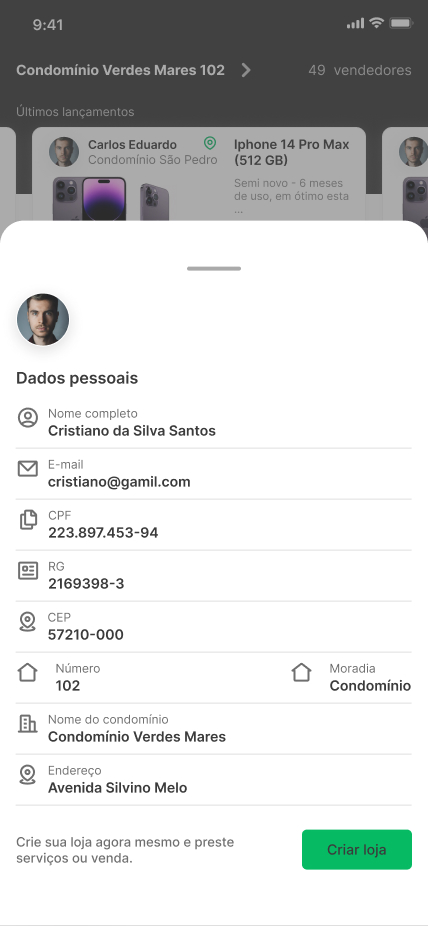 9:41
Condomínio Verdes Mares 102
49 vendedores
Últimos lançamentos
Carlos Eduardo
Condomínio São Pedro
Iphone 14 Pro Max
(512 GB)
Semi novo - 6 meses
de uso, em ótimo esta
...
Dados pessoais
Nome completo
Cristiano da Silva Santos
E-mail
cristiano@gamil.com
CPF
223.897.453-94
RG
2169398-3
CEP
57210-000
Número
102
Moradia
Condomínio
Nome do condomínio
Condomínio Verdes Mares
Endereço
Avenida Silvino Melo
Crie sua loja agora mesmo e preste
serviços ou venda.
Criar loja